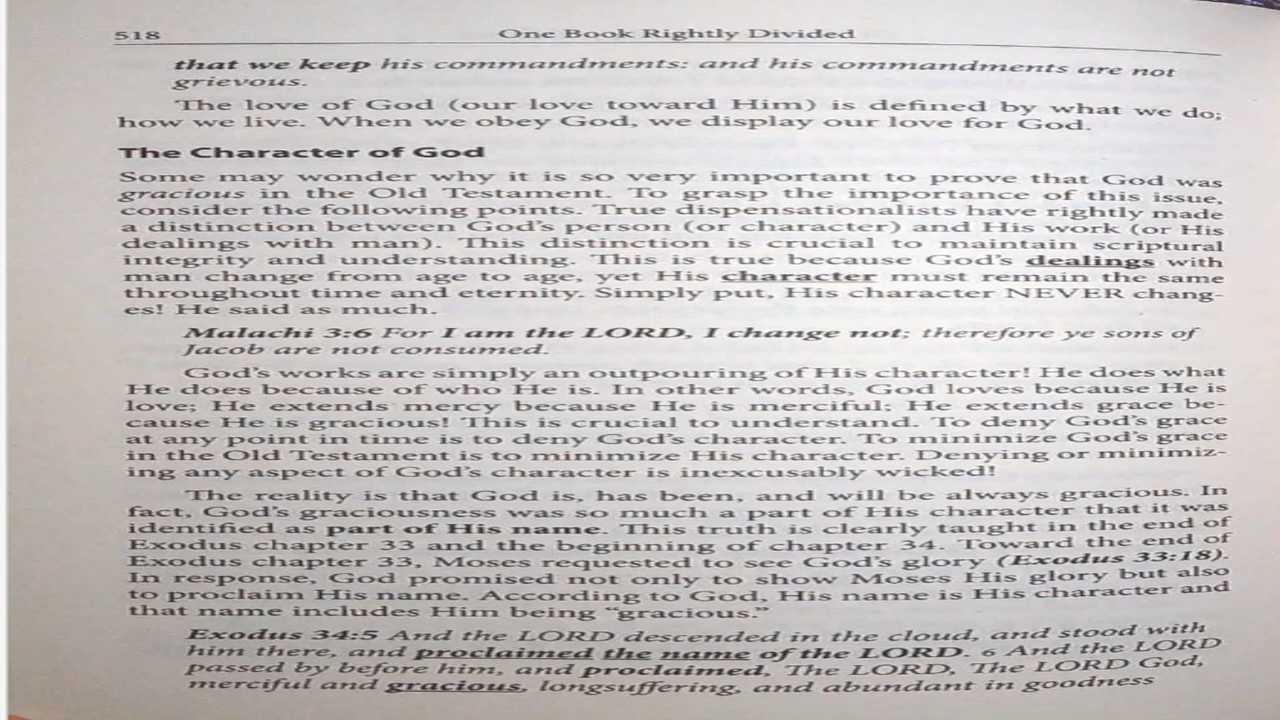 518 One Book Rightly Divided
that we keep his commandments: and his commandments are not
grievous.
The love of God (our love toward Him) is defined by what we do;
how we live. When we obey God, we display our love for God.
The Character of God
Some may wonder why it is so very important to prove that God was
gracious in the Old Testament. To grasp the importance of this issue,
consider the following points. True dispensationalists have rightly made
a distinction between God's person (or character) and His work (or His
dealings with man). This distinction is crucial to maintain scriptural
integrity and understanding. This is true because God's dealings with
man change from age to age, yet His character must remain the same
throughout time and eternity. Simply put, His character NEVER chang-
es! He said as much.
Malachi 3:6 For I am the LORD, I change not; therefore ye sons of
Jacob are not consumed.
God's works are simply an outpouring of His character! He does what
He does because of who He is. In other words, God loves because He is
love; He extends mercy because He is merciful; He extends grace be-
cause He is gracious! This is crucial to understand. To deny God's grace
at any point in time is to deny God's character. To minimize God's grace
in the Old Testament is to minimize His character. Denying or minimiz-
ing any aspect of God's character is inexcusably wicked!
The reality is that God is, has been, and will be always gracious. In
fact, God's graciousness was so much a part of His character that it was
identified as part of His name. This truth is clearly taught in the end of
Exodus chapter 33 and the beginning of chapter 34. Toward the end of
Exodus chapter 33, Moses requested to see God's glory (Exodus 33:18).
In response, God promised not only to show Moses His glory but also
to proclaim His name. According to God, His name is His character and
that name includes Him being "gracious."
Exodus 34:5 And the LORD descended in the cloud, and stood with
him there, and proclaimed the name of the LORD. 6 And the LORD
passed by before him, and proclaimed, The LORD, The LORD God,
merciful and gracious, longsuffering, and abundant in goodness